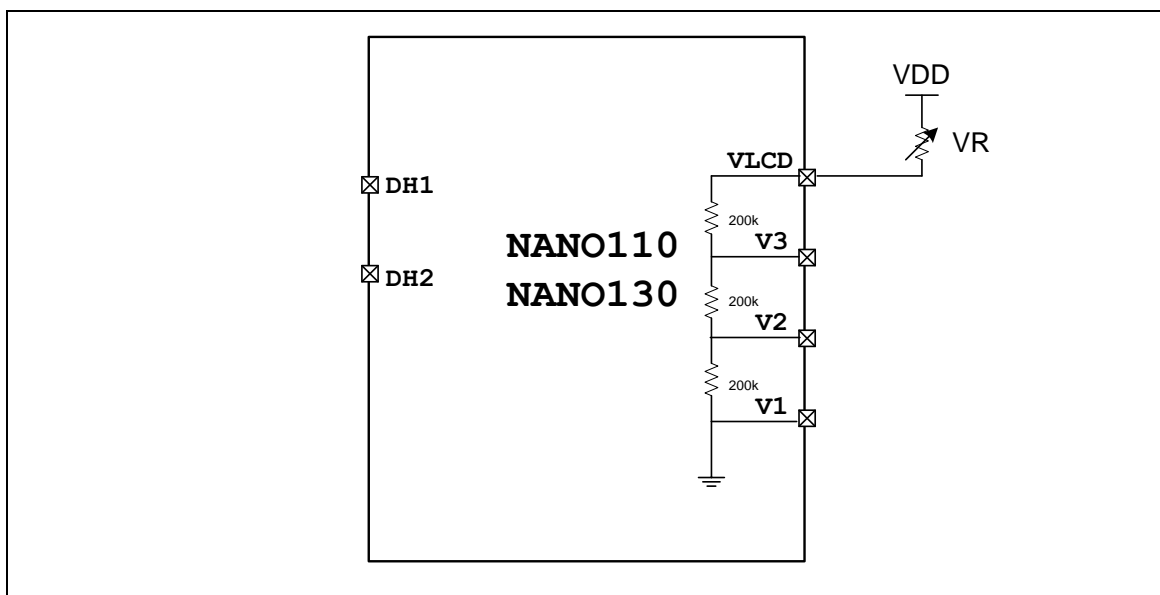 VDD
VR
VLCD
DH1
200k
V3
NANO110
DH2
NANO130
200k
V2
200k
V1